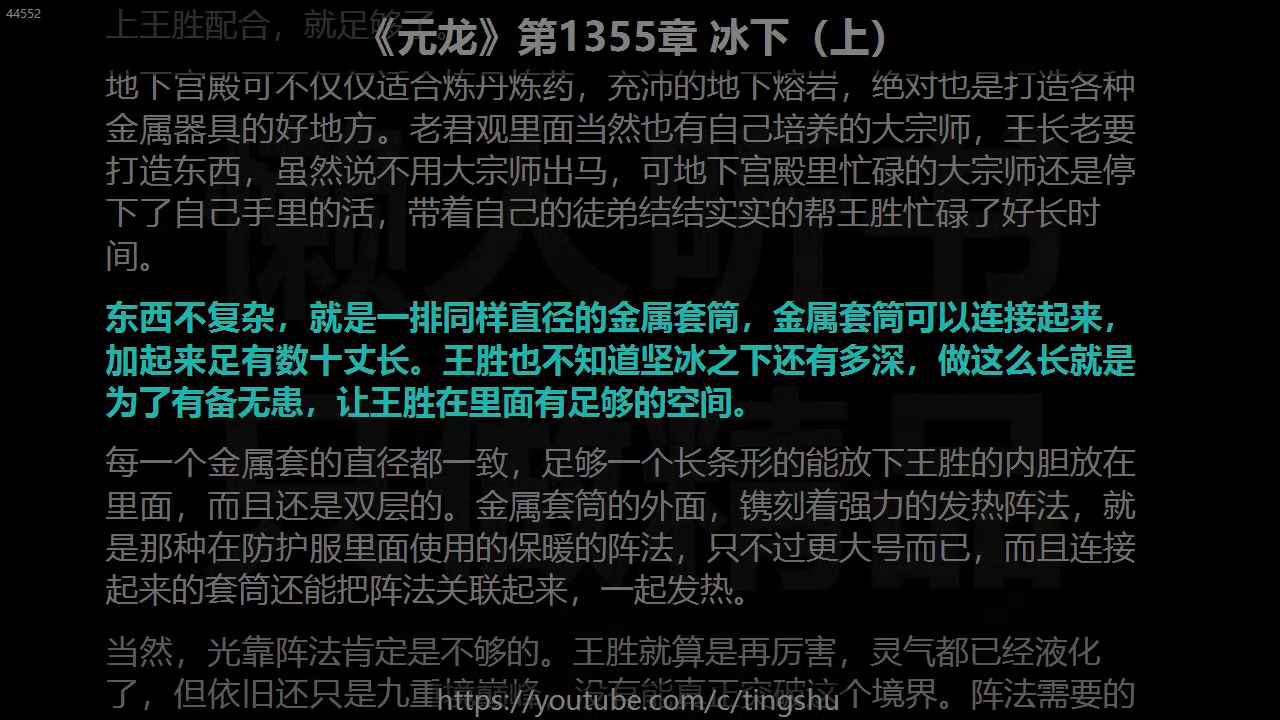 44552
上王胜配合，就足够了。
《元龙》第1355章 冰下（上）
地下宫殿可不仅仅适合炼丹炼药，充沛的地下熔岩，绝对也是打造各种
金属器具的好地方。老君观里面当然也有自己培养的大宗师，王长老要
打造东西，虽然说不用大宗师出马，可地下宫殿里忙碌的大宗师还是停
下了自己手里的活，带着自己的徒弟结结实实的帮王胜忙碌了好长时
间。
东西不复杂，就是一排同样直径的金属套筒，金属套筒可以连接起来，
加起来足有数十丈长。王胜也不知道坚冰之下还有多深，做这么长就是
为了有备无患，让王胜在里面有足够的空间。
每一个金属套的直径都一致，足够一个长条形的能放下王胜的内胆放在
里面，而且还是双层的。金属套筒的外面，镌刻着强力的发热阵法，就
是那种在防护服里面使用的保暖的阵法，只不过更大号而已，而且连接
起来的套筒还能把阵法关联起来，一起发热。
当然，光靠阵法肯定是不够的。王胜就算是再厉害，灵气都已经液化
了，但依旧还只是九重境巅峰，没有能真正突破这个境界。阵法需要的
https://youtube.com/c/tingshu
懒人听书
只做精品